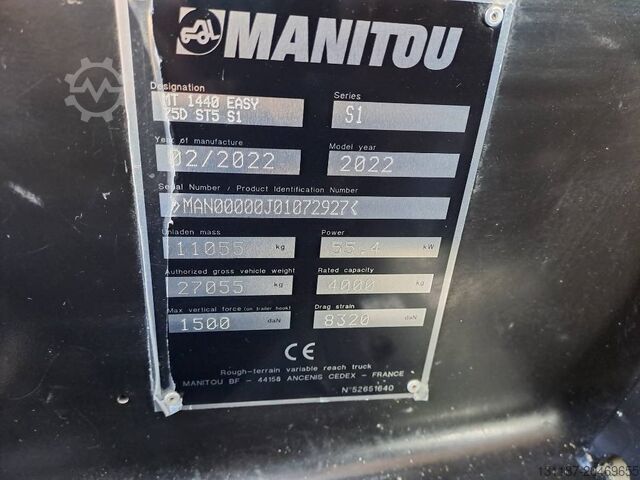 MANITOU
Designation
MT 1440 EASY
75D ST5 S1
Series
S1
Year of manufacture
02/2022
Model year
2022
Serial Number / Product Identification Number
»MAN00000J01072927<
Unladen mass
11055 kg
Power
55.4 kW
Authorized gross vehicle weight
27055 kg
Rated capacity
4000 kg
Max vertical force (on trailer hook)
1500 daN
Drag strain
8320 daN
CE
Rough-terrain variable reach truck
MANITOU BF - 44158 ANCENIS CEDEX - FRANCE
N°52651640
131187-20469655